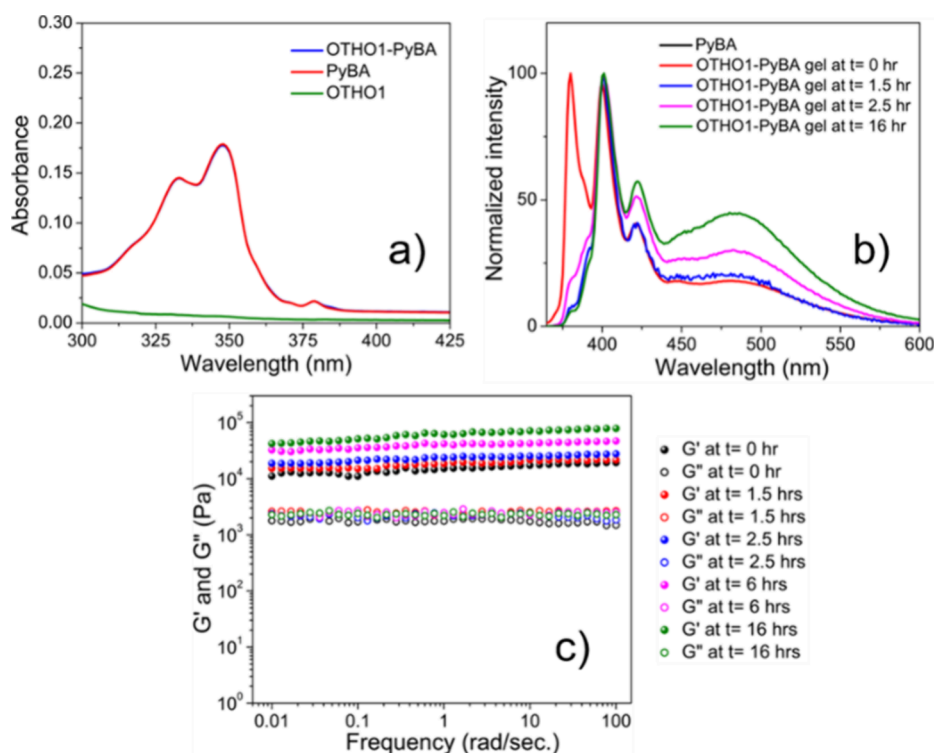 0.30
0.25
0.20
0.15
0.10
0.05
0.00
Absorbance
OTHO1-PyBA
PyBA
OTHO1
a)
300 325 350 375 400 425
Wavelength (nm)
100
50
0
Normalized intensity
PyBA
OTHO1-PyBA gel at t= 0 hr
OTHO1-PyBA gel at t= 1.5 hr
OTHO1-PyBA gel at t= 2.5 hr
OTHO1-PyBA gel at t= 16 hr
b)
400 450 500 550 600
Wavelength (nm)
10⁵
10⁴
10³
10²
10¹
10⁰
G' and G" (Pa)
c)
0.01 0.1 1 10 100
Frequency (rad/sec.)
G' at t= 0 hr
G" at t= 0 hr
G' at t= 1.5 hrs
G" at t= 1.5 hrs
G' at t= 2.5 hrs
G" at t= 2.5 hrs
G' at t= 6 hrs
G" at t= 6 hrs
G' at t= 16 hrs
G" at t= 16 hrs